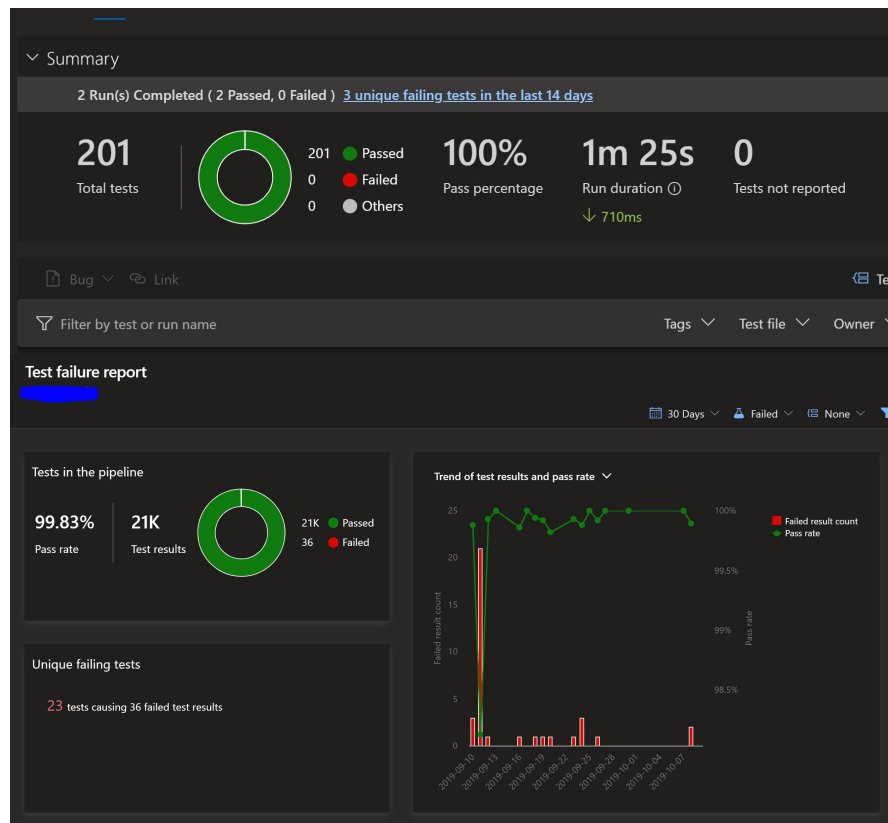 Summary
2 Run(s) Completed ( 2 Passed, 0 Failed ) 3 unique failing tests in the last 14 days
201
Total tests
201 Passed
0 Failed
0 Others
100%
Pass percentage
1m 25s
Run duration
710ms
0
Tests not reported
Bug
Link
Te
Filter by test or run name
Tags
Test file
Owner
Test failure report
30 Days
Failed
None
Tests in the pipeline
99.83%
Pass rate
21K
Test results
21K Passed
36 Failed
Unique failing tests
23 tests causing 36 failed test results
Trend of test results and pass rate
25
20
15
10
5
0
Failed result count
100%
99.5%
99%
98.5%
Pass rate
Failed result count
Pass rate
2019-09-10
2019-09-13
2019-09-16
2019-09-19
2019-09-22
2019-09-25
2019-09-28
2019-10-01
2019-10-04
2019-10-07